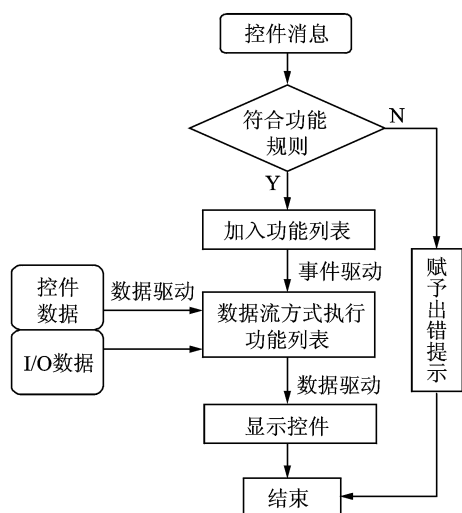 控件消息
符合功能
规则
N
Y
加入功能列表
事件驱动
控件
数据
数据驱动
数据流方式执行
功能列表
I/O数据
赋予出错提示
数据驱动
显示控件
结束